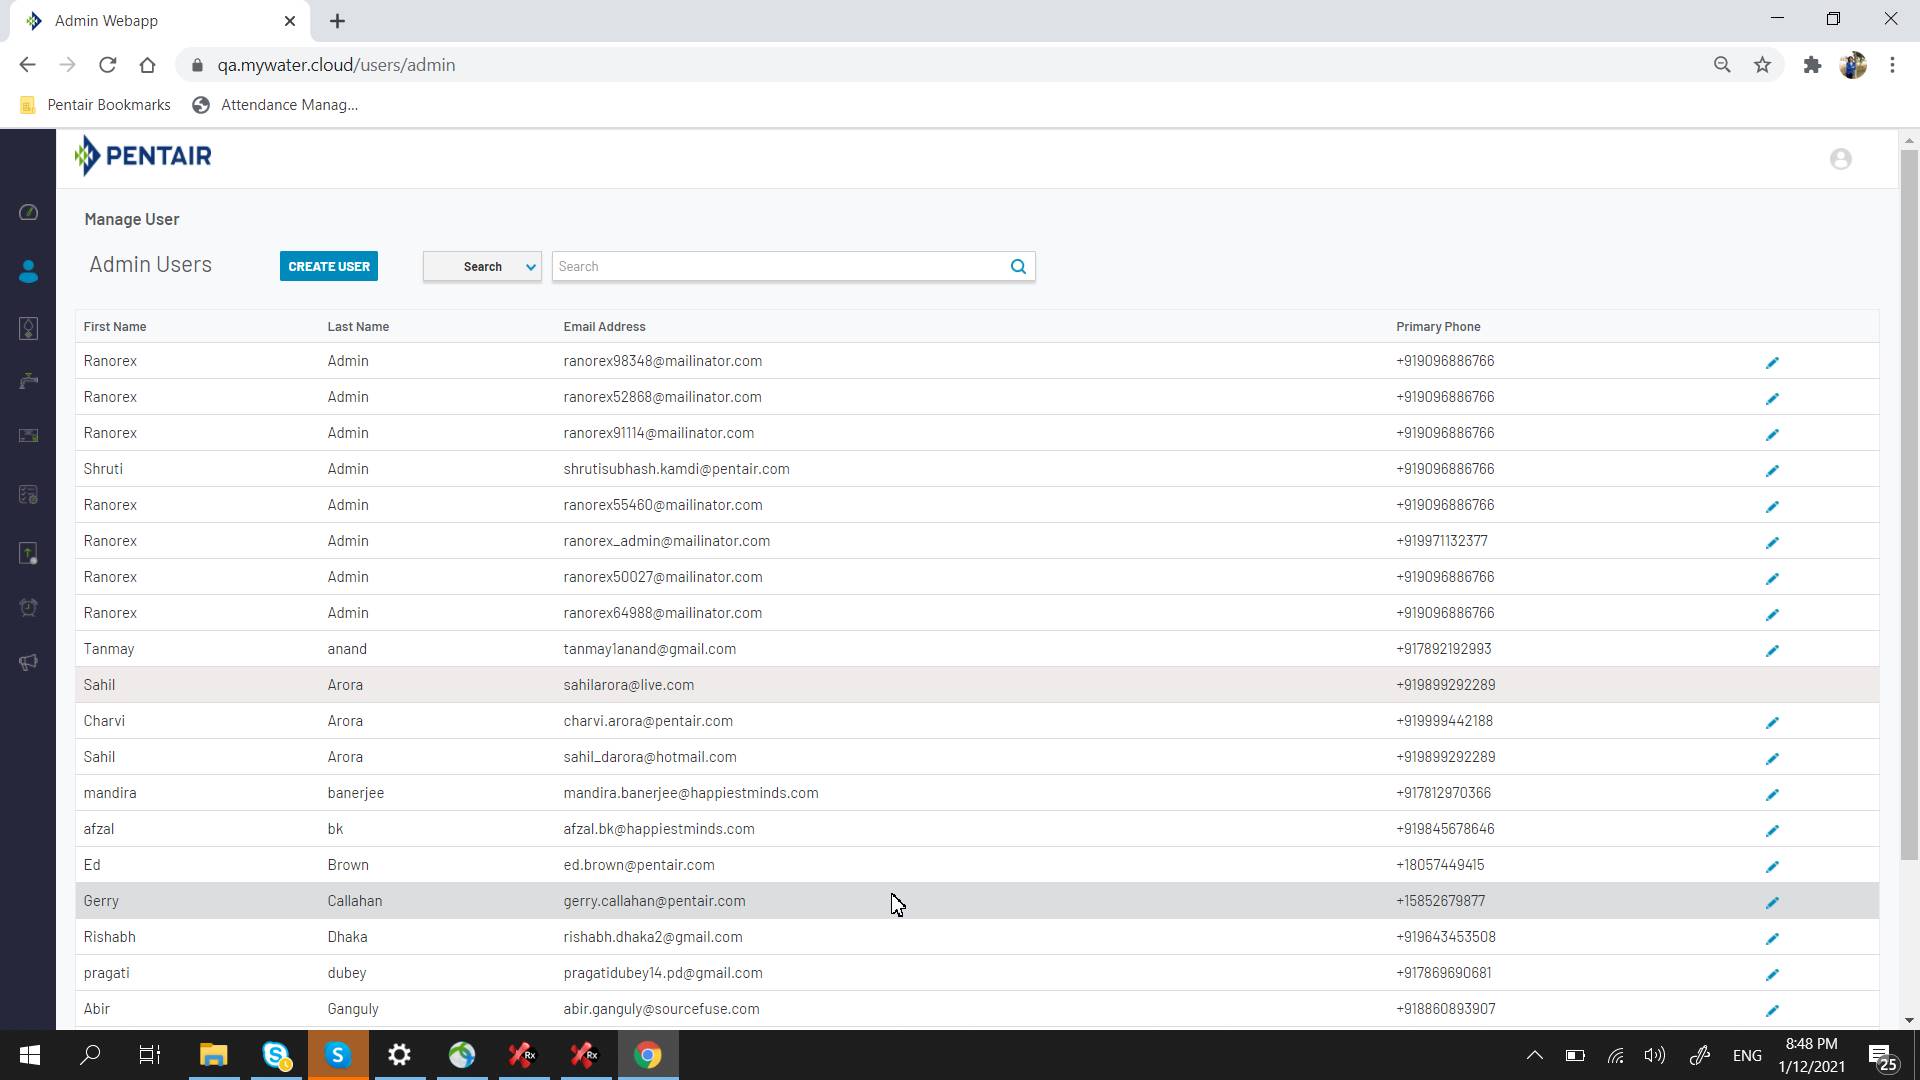 Admin Webapp
qa.mywater.cloud/users/admin
Pentair Bookmarks Attendance Manag...
PENTAIR
Manage User
Admin Users CREATE USER Search Search
First Name Last Name Email Address Primary Phone
Ranorex Admin ranorex98348@mailinator.com +919096886766
Ranorex Admin ranorex52868@mailinator.com +919096886766
Ranorex Admin ranorex91114@mailinator.com +919096886766
Shruti Admin shrutisubhash.kamdi@pentair.com +919096886766
Ranorex Admin ranorex55460@mailinator.com +919096886766
Ranorex Admin ranorex_admin@mailinator.com +919971132377
Ranorex Admin ranorex50027@mailinator.com +919096886766
Ranorex Admin ranorex64988@mailinator.com +919096886766
Tanmay anand tanmay1anand@gmail.com +917892192993
Sahil Arora sahilarora@live.com +919899292289
Charvi Arora charvi.arora@pentair.com +919999442188
Sahil Arora sahil_darora@hotmail.com +919899292289
mandira banerjee mandira.banerjee@happiestminds.com +917812970366
afzal bk afzal.bk@happiestminds.com +919845678646
Ed Brown ed.brown@pentair.com +18057449415
Gerry Callahan gerry.callahan@pentair.com +15852679877
Rishabh Dhaka rishabh.dhaka2@gmail.com +919643453508
pragati dubey pragatidubey14.pd@gmail.com +917869690681
Abir Ganguly abir.ganguly@sourcefuse.com +918860893907
S S Rx Rx ENG 8:48 PM
1/12/2021 25